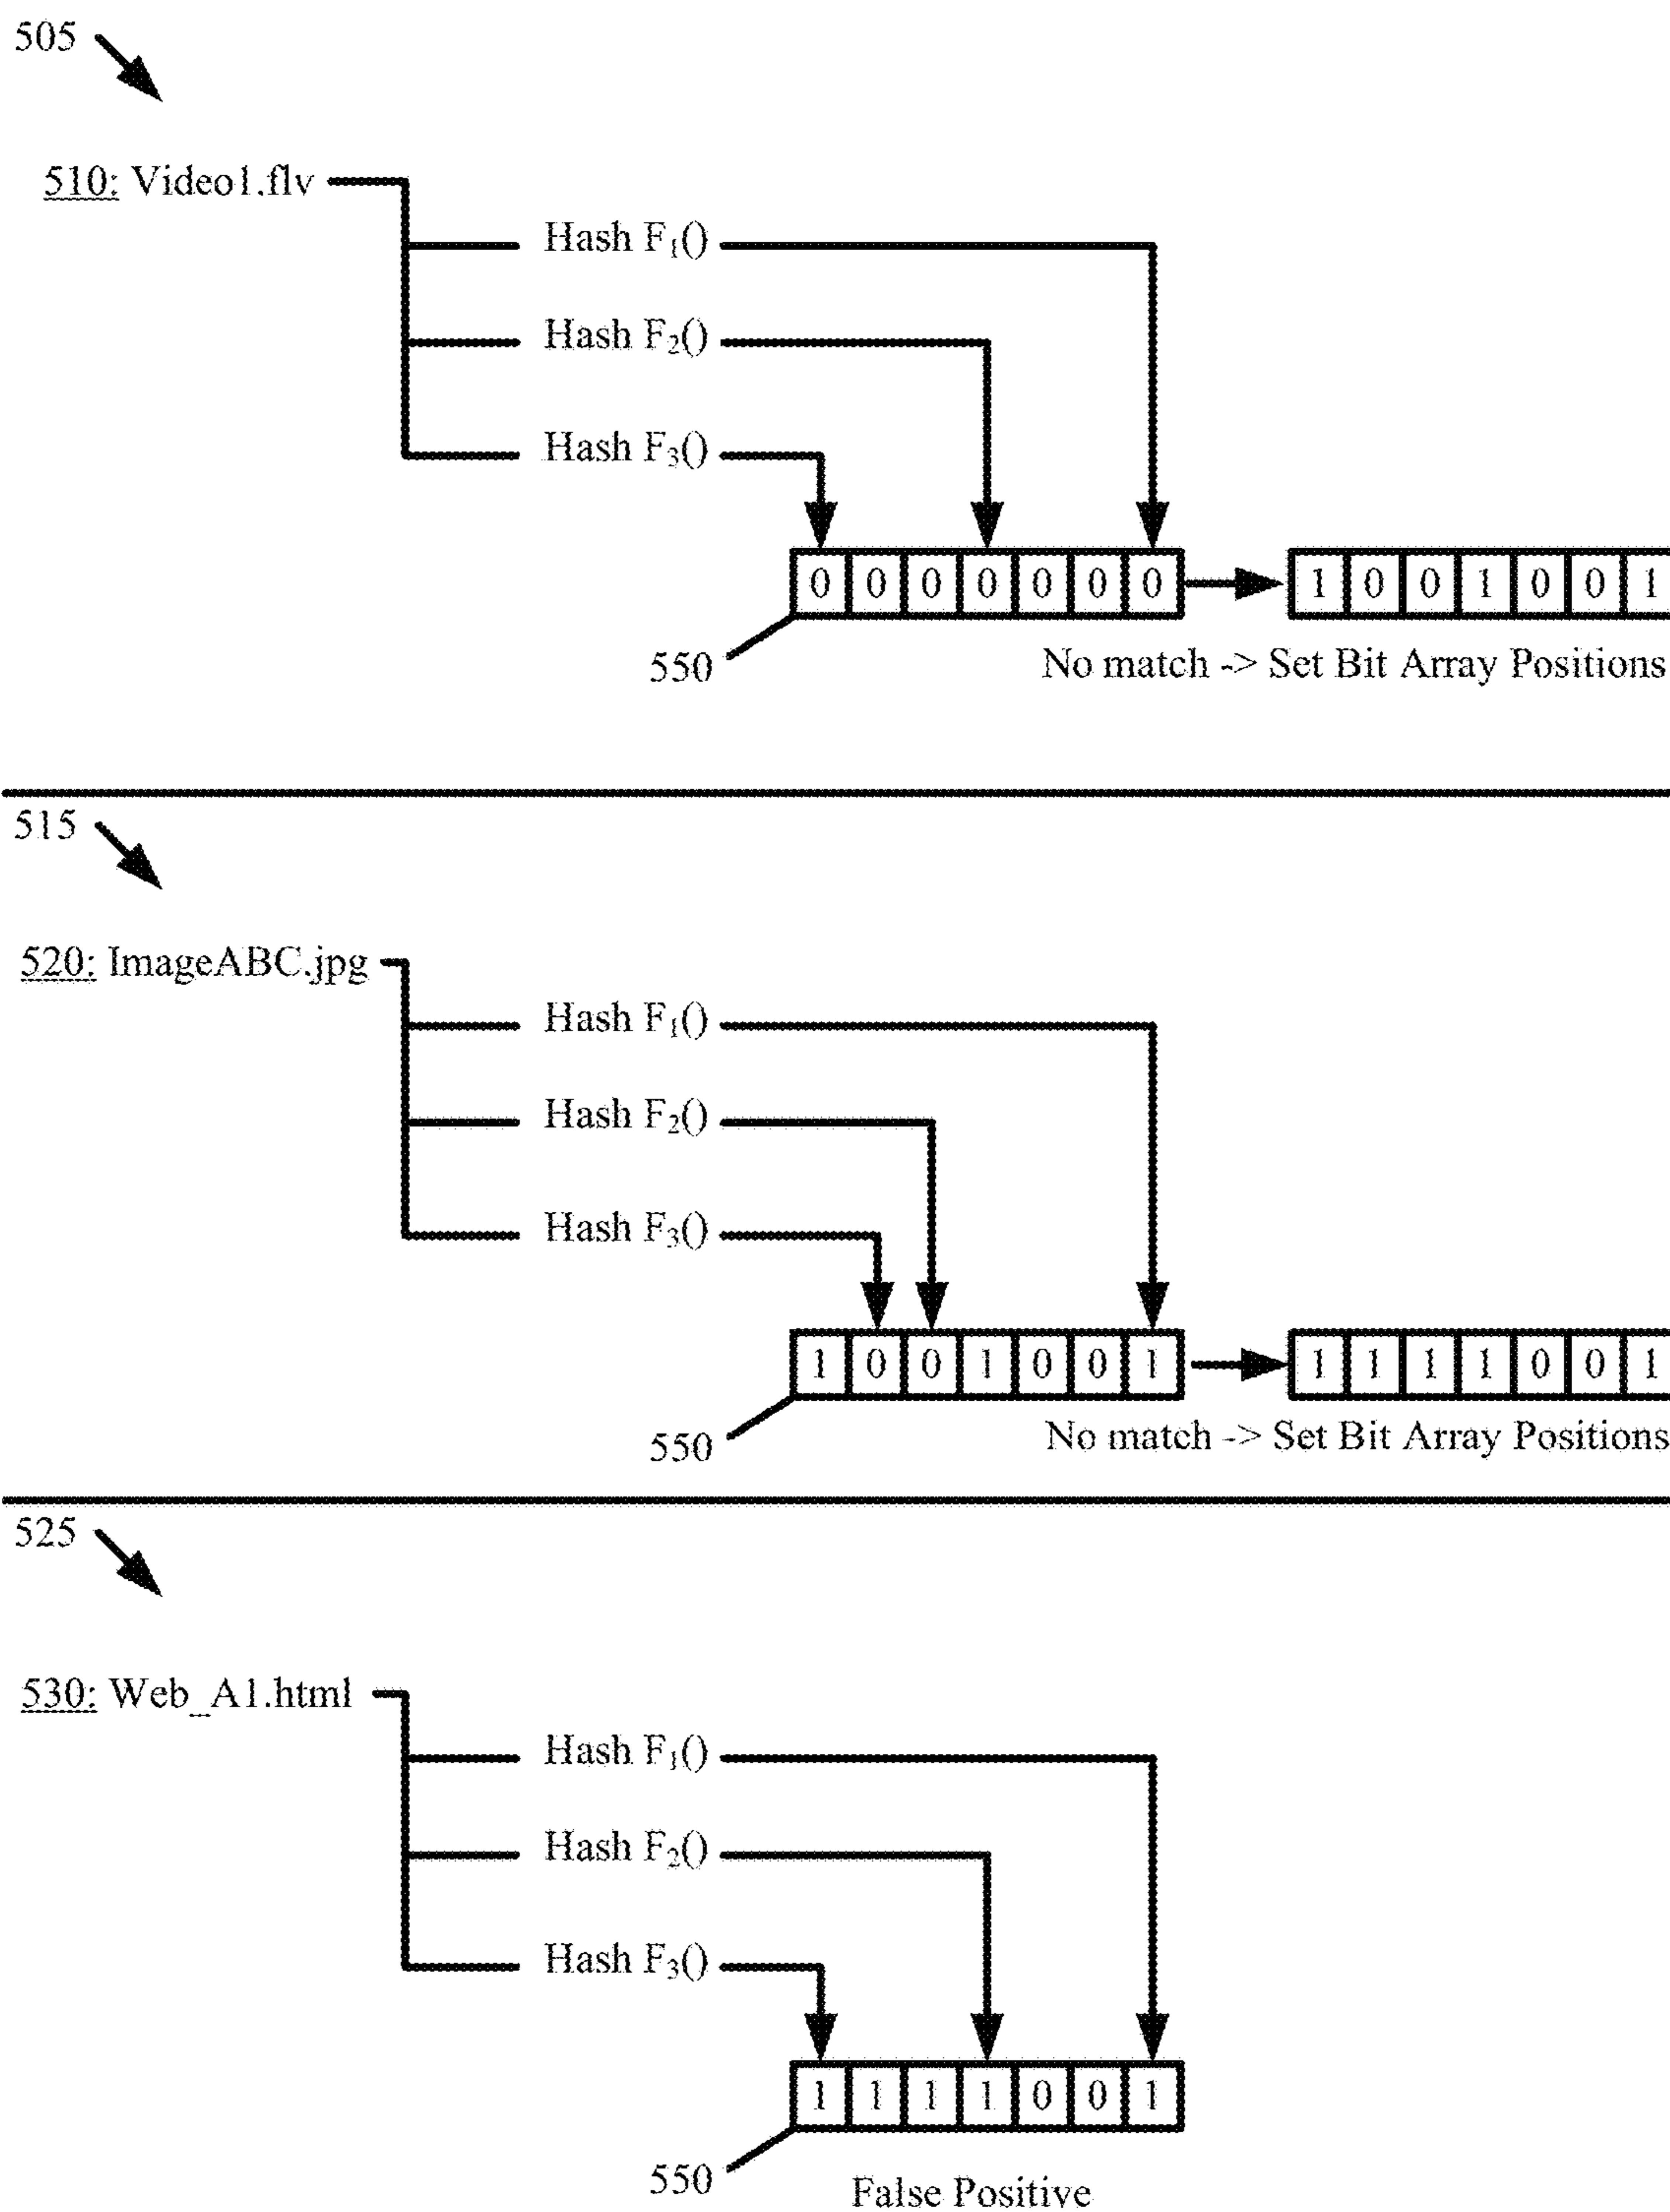 505
510: Video1.flv
Hash F1()
Hash F2()
Hash F3()
0 0 0 0 0 0 0 1 0 0 1 0 0 1
550
No match -> Set Bit Array Positions
515
520: ImageABC.jpg
Hash F1()
Hash F2()
Hash F3()
1 0 0 1 0 0 1 1 1 1 1 0 0 1
550
No match -> Set Bit Array Positions
525
530: Web_A1.html
Hash F1()
Hash F2()
Hash F3()
1 1 1 1 0 0 1
550
False Positive